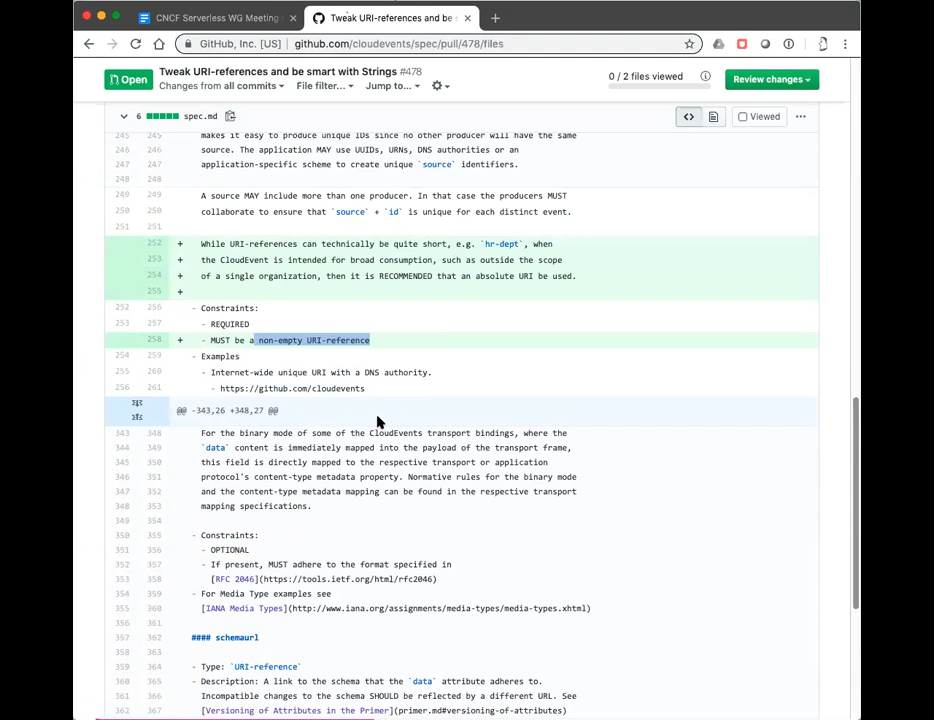 CNCF Serverless WG Meeting
Tweak URI-references and be s
GitHub, Inc. [US] | github.com/cloudevents/spec/pull/478/files
Open
Tweak URI-references and be smart with Strings #478
Changes from all commits
File filter...
Jump to...
0 / 2 files viewed
Review changes
6 spec.md
Viewed
245 245 makes it easy to produce unique IDs since no other producer will have the same
246 246 source. The application MAY use UUIDs, URNs, DNS authorities or an
247 247 application-specific scheme to create unique `source` identifiers.
248 248
249 249 A source MAY include more than one producer. In that case the producers MUST
250 250 collaborate to ensure that `source` + `id` is unique for each distinct event.
251 251
252 + While URI-references can technically be quite short, e.g. `hr-dept`, when
253 + the CloudEvent is intended for broad consumption, such as outside the scope
254 + of a single organization, then it is RECOMMENDED that an absolute URI be used.
255 +
252 256 - Constraints:
253 257 - REQUIRED
258 + - MUST be a non-empty URI-reference
254 259 - Examples
255 260 - Internet-wide unique URI with a DNS authority.
256 261 - https://github.com/cloudevents
@@ -343,26 +348,27 @@
343 348 For the binary mode of some of the CloudEvents transport bindings, where the
344 349 `data` content is immediately mapped into the payload of the transport frame,
345 350 this field is directly mapped to the respective transport or application
346 351 protocol's content-type metadata property. Normative rules for the binary mode
347 352 and the content-type metadata mapping can be found in the respective transport
348 353 mapping specifications.
349 354
350 355 - Constraints:
351 356 - OPTIONAL
352 357 - If present, MUST adhere to the format specified in
353 358 [RFC 2046](https://tools.ietf.org/html/rfc2046)
354 359 - For Media Type examples see
355 360 [IANA Media Types](http://www.iana.org/assignments/media-types/media-types.xhtml)
356 361
357 362 #### schemaurl
358 363
359 364 - Type: `URI-reference`
360 365 - Description: A link to the schema that the `data` attribute adheres to.
361 366 Incompatible changes to the schema SHOULD be reflected by a different URL. See
362 367 [Versioning of Attributes in the Primer](primer.md#versioning-of-attributes)